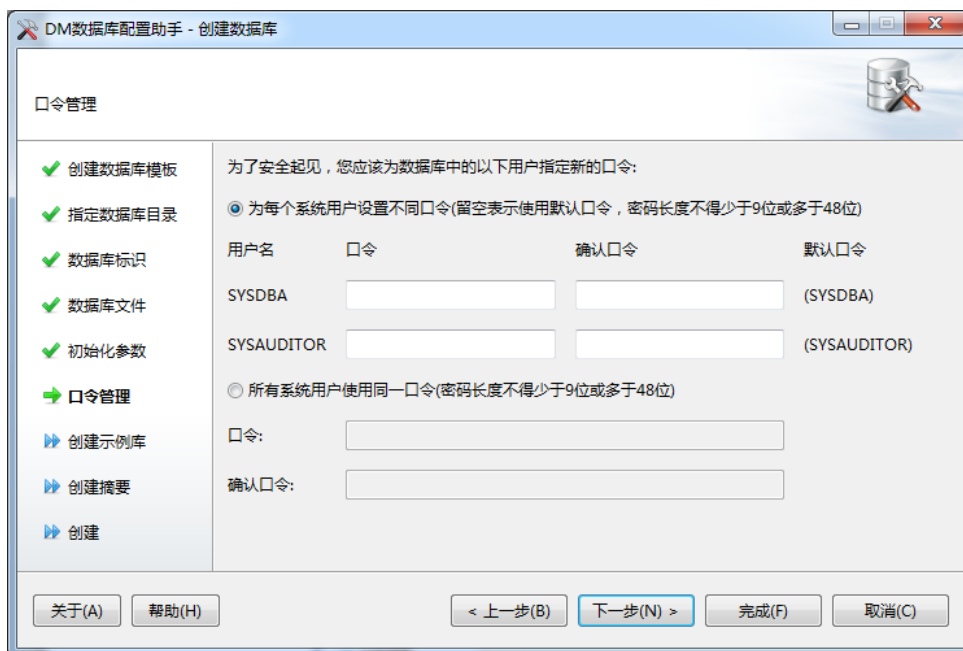 DM数据库配置助手 - 创建数据库
口令管理
创建数据库模板
指定数据库目录
数据库标识
数据库文件
初始化参数
口令管理
创建示例库
创建摘要
创建
为了安全起见，您应该为数据库中的以下用户指定新的口令:
为每个系统用户设置不同口令(留空表示使用默认口令，密码长度不得少于9位或多于48位)
用户名 口令 确认口令 默认口令
SYSDBA (SYSDBA)
SYSAUDITOR (SYSAUDITOR)
所有系统用户使用同一口令(密码长度不得少于9位或多于48位)
口令:
确认口令:
关于(A) 帮助(H) < 上一步(B) 下一步(N) > 完成(F) 取消(C)